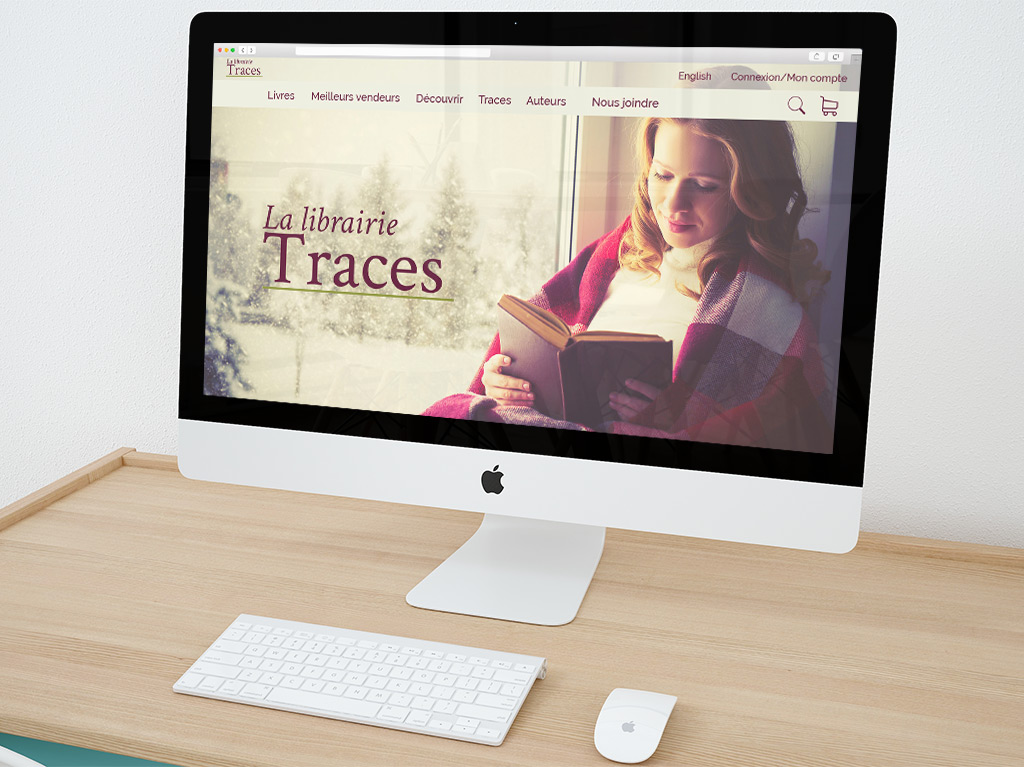 La librairie
Traces
English Connexion/Mon compte
Livres Meilleurs vendeurs Découvrir Traces Auteurs Nous joindre
La librairie
Traces